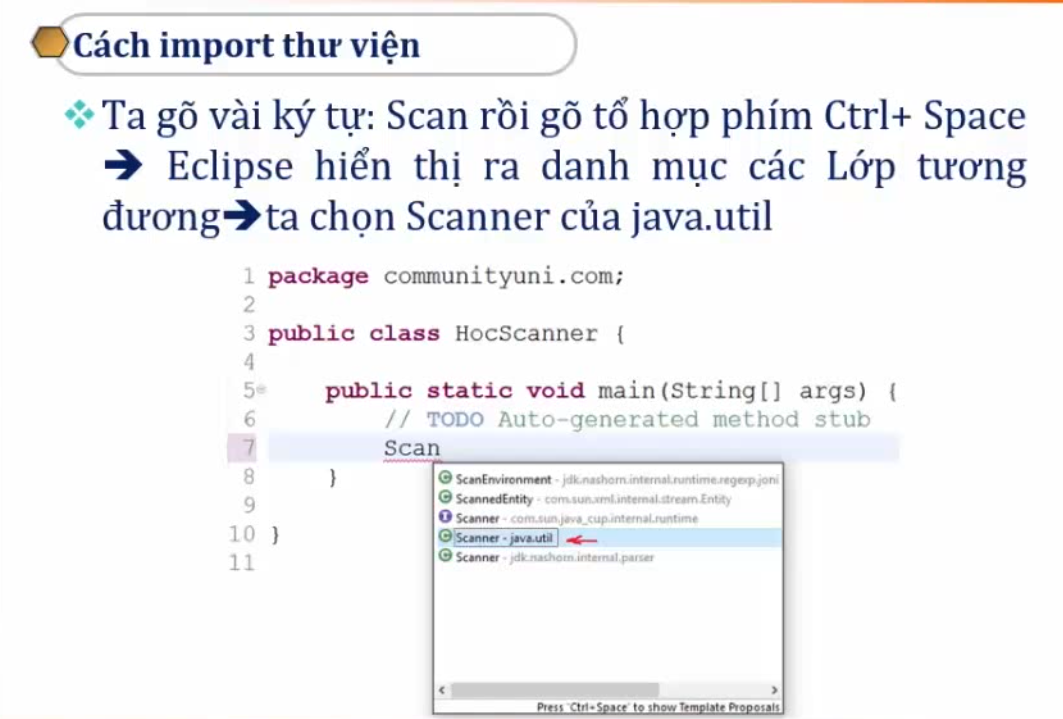 Cách import thư viện
Ta gõ vài ký tự: Scan rồi gõ tổ hợp phím Ctrl+ Space
➔ Eclipse hiển thị ra danh mục các Lớp tương
đương➔ta chọn Scanner của java.util
1 package communityuni.com;
2
3 public class HocScanner {
4
5 public static void main(String[] args) {
6 // TODO Auto-generated method stub
7 Scan
8 }
9
10 }
11
ScanEnvironment - jdk.nashorn.internal.runtime.regexp.joni
ScannedEntity - com.sun.xml.internal.stream.Entity
Scanner - com.sun.java_cup.internal.runtime
Scanner - java.util
Scanner - jdk.nashorn.internal.parser
Press 'Ctrl+Space' to show Template Proposals